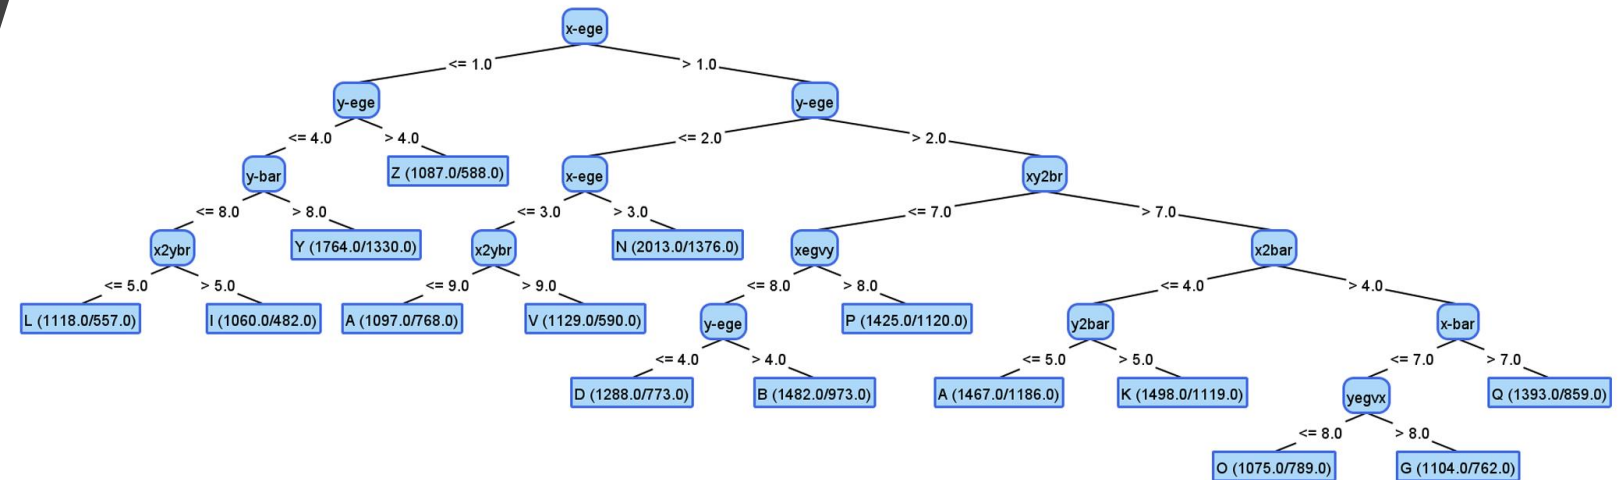 x-ege
<= 1.0 > 1.0
y-ege y-ege
<= 4.0 > 4.0 <= 2.0 > 2.0
y-bar Z (1087.0/588.0) x-ege xy2br
<= 8.0 > 8.0 <= 3.0 > 3.0 <= 7.0 > 7.0
x2ybr Y (1764.0/1330.0) x2ybr N (2013.0/1376.0) xegvy x2bar
<= 5.0 > 5.0 <= 9.0 > 9.0 <= 8.0 > 8.0 <= 4.0 > 4.0
L (1118.0/557.0) I (1060.0/482.0) A (1097.0/768.0) V (1129.0/590.0) y-ege P (1425.0/1120.0) y2bar x-bar
<= 4.0 > 4.0 <= 5.0 > 5.0 <= 7.0 > 7.0
D (1288.0/773.0) B (1482.0/973.0) A (1467.0/1186.0) K (1498.0/1119.0) yegvx Q (1393.0/859.0)
<= 8.0 > 8.0
O (1075.0/789.0) G (1104.0/762.0)